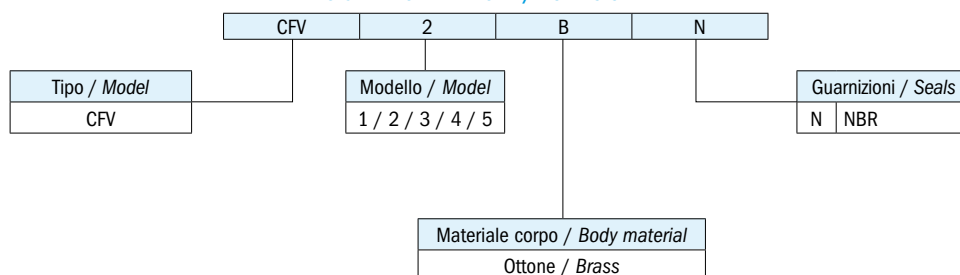 CFV 2 B N
Tipo / Model Modello / Model Guarnizioni / Seals
CFV 1 / 2 / 3 / 4 / 5 N NBR
Materiale corpo / Body material
Ottone / Brass